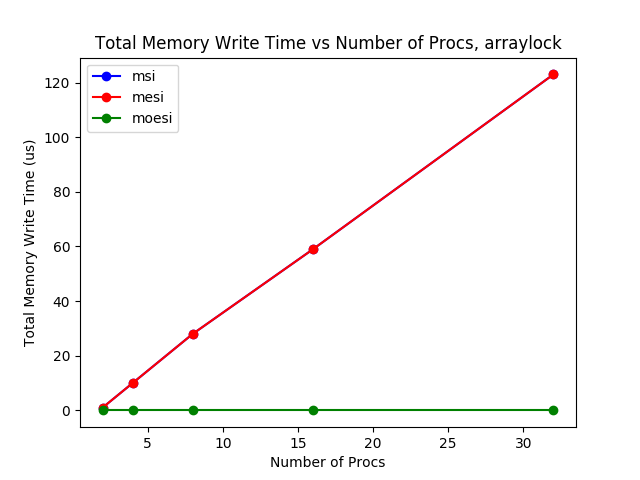 Total Memory Write Time vs Number of Procs, arraylock
msi
mesi
moesi
Total Memory Write Time (us)
120
100
80
60
40
20
0
5
10
15
20
25
30
Number of Procs